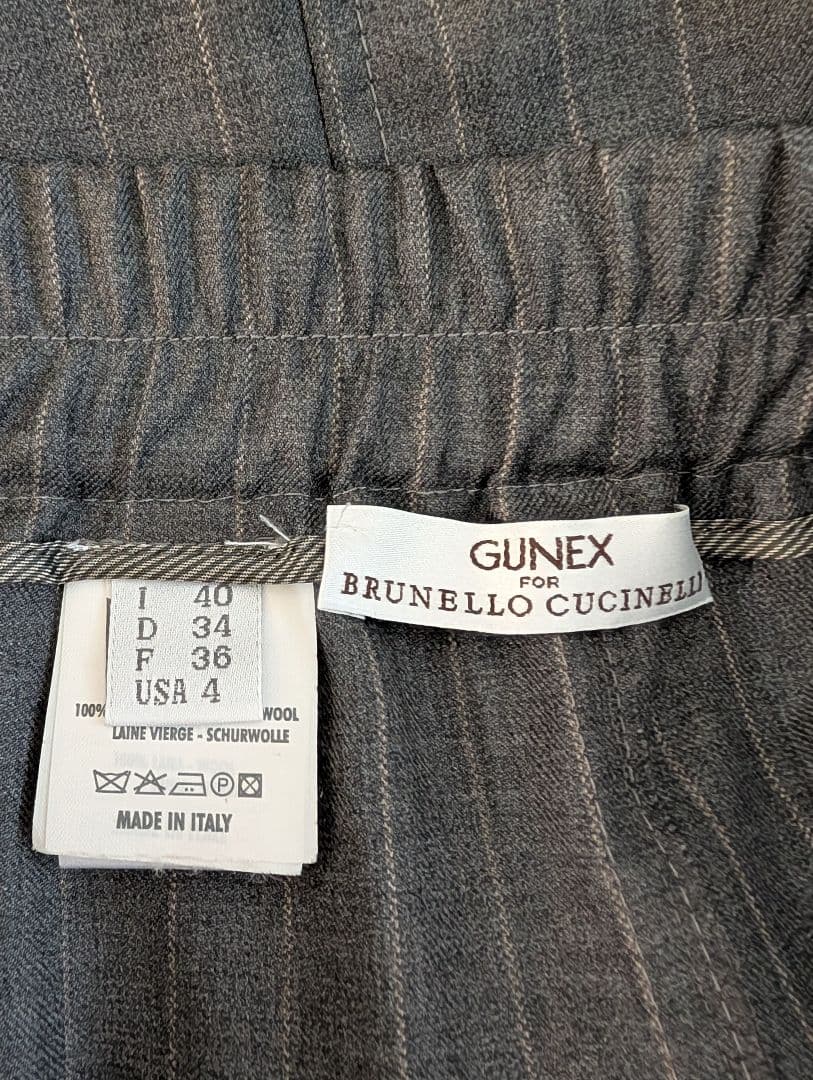 GUNEX
FOR
BRUNELLO CUCINELLI
I 40
D 34
F 36
USA 4
100% WOOL
LAINE VIERGE - SCHURWOLLE
P
MADE IN ITALY